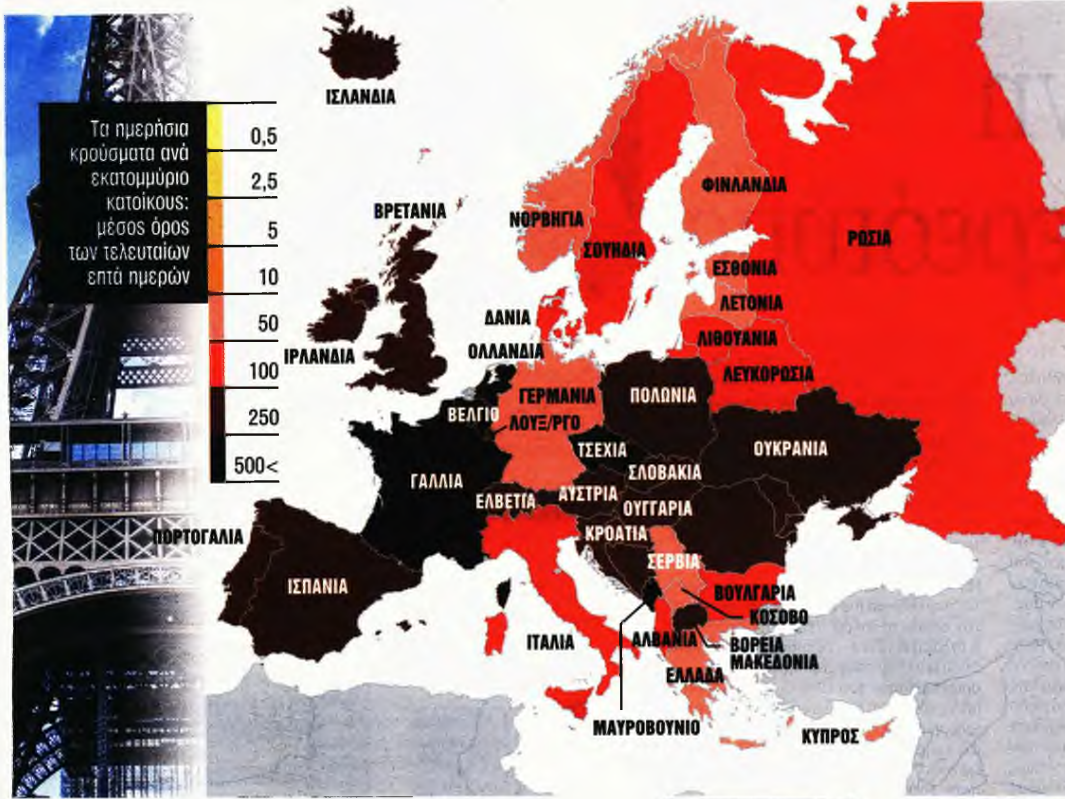 Τα ημερήσια
κρούσματα ανά
εκατομμύριο
κατοίκους:
μέσος όρος
των τελευταίων
επτά ημερών
0,5
2,5
5
10
50
100
250
500<
ΙΣΛΑΝΔΙΑ
ΒΡΕΤΑΝΙΑ
ΝΟΡΒΗΓΙΑ
ΦΙΝΛΑΝΔΙΑ
ΣΟΥΗΔΙΑ
ΡΩΣΙΑ
ΕΣΘΟΝΙΑ
ΛΕΤΟΝΙΑ
ΔΑΝΙΑ
ΛΙΘΟΥΑΝΙΑ
ΙΡΛΑΝΔΙΑ
ΟΛΛΑΝΔΙΑ
ΛΕΥΚΟΡΩΣΙΑ
ΓΕΡΜΑΝΙΑ
ΠΟΛΩΝΙΑ
ΒΕΛΓΙΟ
ΛΟΥΞ/ΡΓΟ
ΤΣΕΧΙΑ
ΟΥΚΡΑΝΙΑ
ΣΛΟΒΑΚΙΑ
ΓΑΛΛΙΑ
ΕΛΒΕΤΙΑ
ΑΥΣΤΡΙΑ
ΟΥΓΓΑΡΙΑ
ΠΟΡΤΟΓΑΛΙΑ
ΚΡΟΑΤΙΑ
ΣΕΡΒΙΑ
ΙΣΠΑΝΙΑ
ΒΟΥΛΓΑΡΙΑ
ΚΟΣΟΒΟ
ΙΤΑΛΙΑ
ΑΛΒΑΝΙΑ
ΒΟΡΕΙΑ
ΜΑΚΕΔΟΝΙΑ
ΕΛΛΑΔΑ
ΜΑΥΡΟΒΟΥΝΙΟ
ΚΥΠΡΟΣ